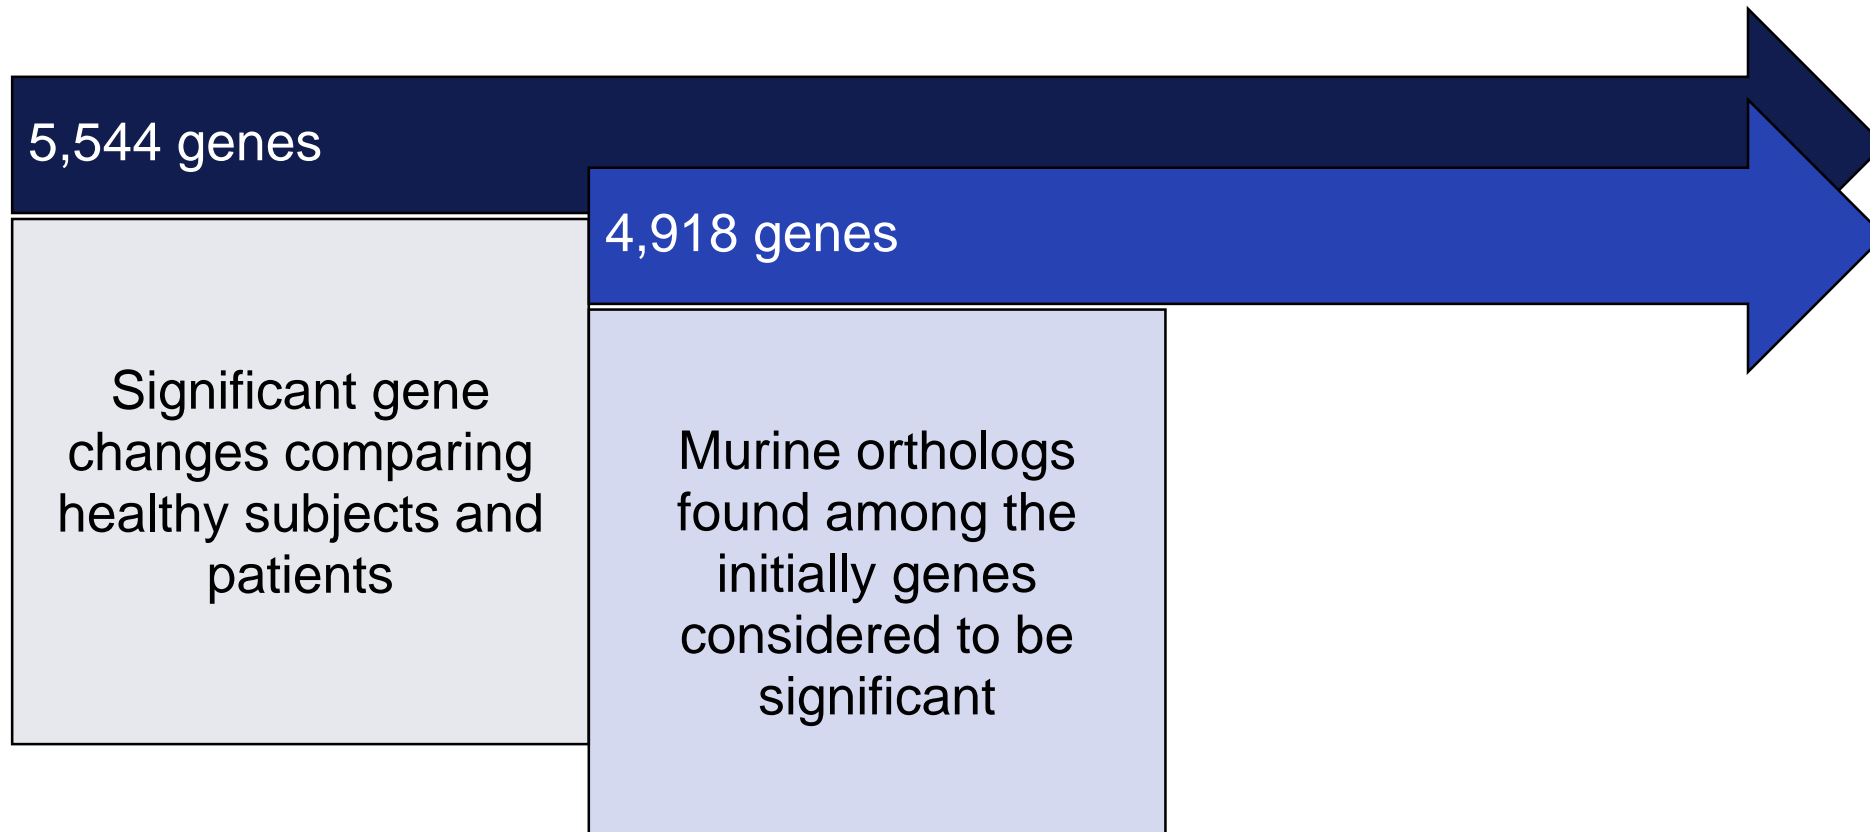 5,544 genes
Significant gene
changes comparing
healthy subjects and
patients
4,918 genes
Murine orthologs
found among the
initially genes
considered to be
significant